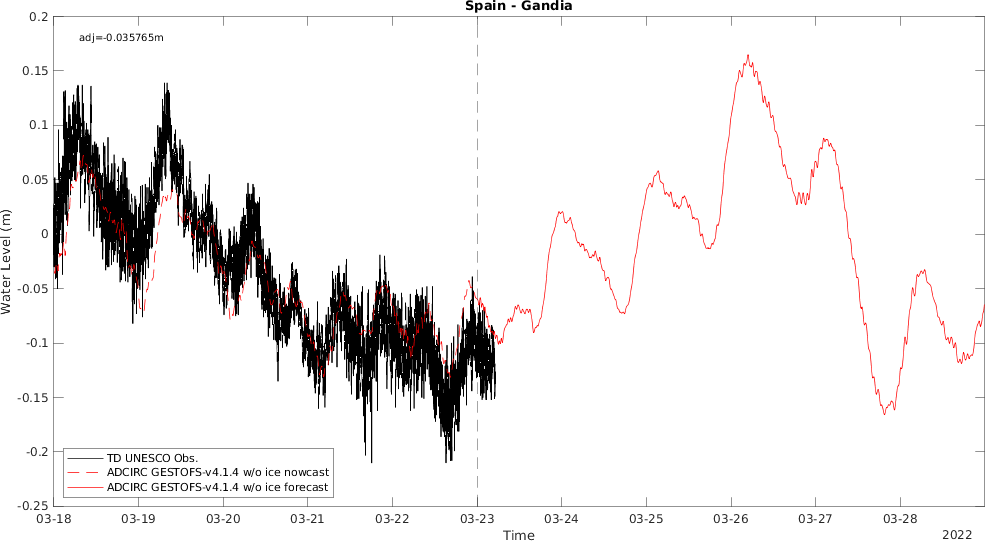 Spain - Gandia
adj=-0.035765m
0.2
0.15
0.1
0.05
0
-0.05
-0.1
-0.15
-0.2
-0.25
Water Level (m)
TD UNESCO Obs.
ADCIRC GESTOFS-v4.1.4 w/o ice nowcast
ADCIRC GESTOFS-v4.1.4 w/o ice forecast
03-18 03-19 03-20 03-21 03-22 03-23 03-24 03-25 03-26 03-27 03-28
Time
2022